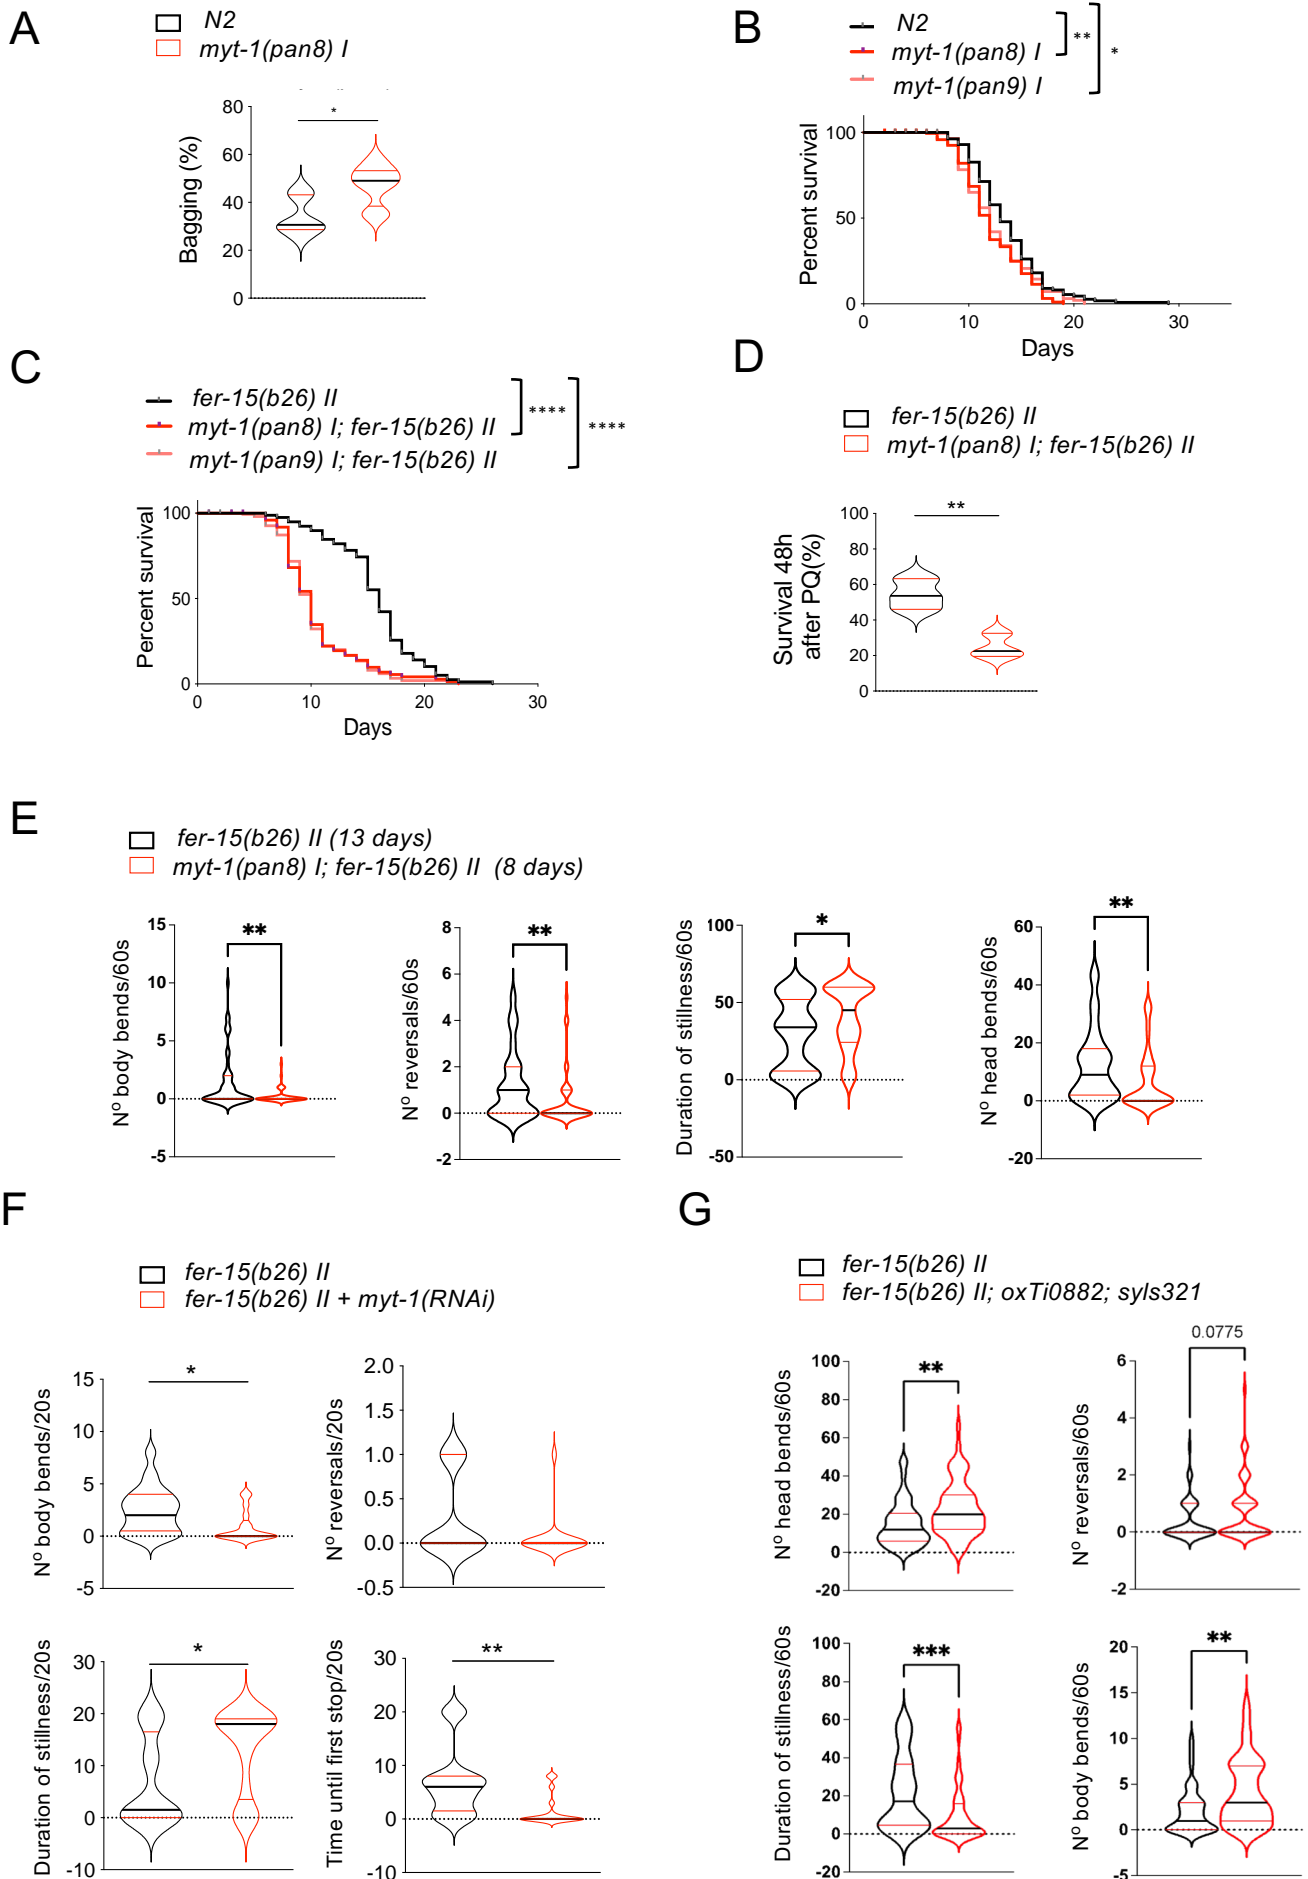 A
N2
myt-1(pan8) I
80
60
40
20
0
Bagging (%)
*
B
N2
myt-1(pan8) I
myt-1(pan9) I
**
*
Percent survival
100
50
0
0 10 20 30
Days
C
fer-15(b26) II
myt-1(pan8) I; fer-15(b26) II
myt-1(pan9) I; fer-15(b26) II
****
****
Percent survival
100
50
0
0 10 20 30
Days
D
fer-15(b26) II
myt-1(pan8) I; fer-15(b26) II
Survival 48h
after PQ(%)
100
80
60
40
20
0
**
E
fer-15(b26) II (13 days)
myt-1(pan8) I; fer-15(b26) II (8 days)
Nº body bends/60s
15
10
5
0
-5
**
Nº reversals/60s
8
6
4
2
0
-2
**
Duration of stillness/60s
100
50
0
-50
*
Nº head bends/60s
60
40
20
0
-20
**
F
fer-15(b26) II
fer-15(b26) II + myt-1(RNAi)
Nº body bends/20s
15
10
5
0
-5
*
Nº reversals/20s
2.0
1.5
1.0
0.5
0.0
-0.5
Duration of stillness/20s
30
20
10
0
-10
*
Time until first stop/20s
30
20
10
0
-10
**
G
fer-15(b26) II
fer-15(b26) II; oxTi0882; syIs321
Nº head bends/60s
100
80
60
40
20
0
-20
**
Nº reversals/60s
6
4
2
0
-2
0.0775
Duration of stillness/60s
100
80
60
40
20
0
-20
***
Nº body bends/60s
20
15
10
5
0
-5
**